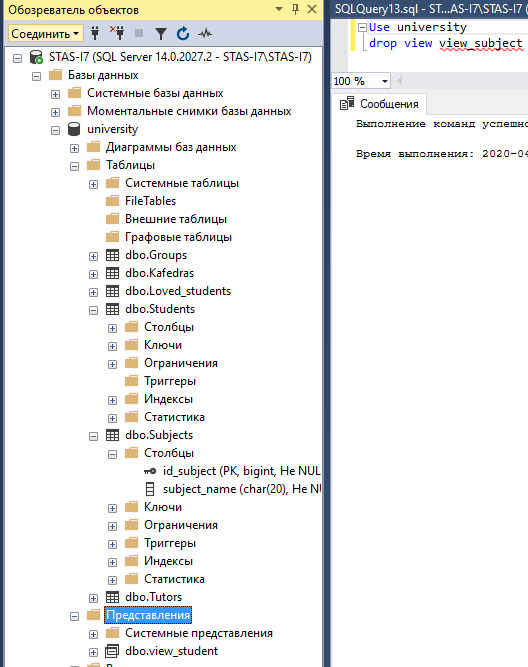 Обозреватель объектов
Соединить
STAS-I7 (SQL Server 14.0.2027.2 - STAS-I7\STAS-I7)
Базы данных
Системные базы данных
Моментальные снимки базы данных
university
Диаграммы баз данных
Таблицы
Системные таблицы
FileTables
Внешние таблицы
Графовые таблицы
dbo.Groups
dbo.Kafedras
dbo.Loved_students
dbo.Students
Столбцы
Ключи
Ограничения
Триггеры
Индексы
Статистика
dbo.Subjects
Столбцы
id_subject (PK, bigint, Не NUL
subject_name (char(20), Не NU
Ключи
Ограничения
Триггеры
Индексы
Статистика
dbo.Tutors
Представления
Системные представления
dbo.view_student
SQLQuery13.sql - ST...AS-I7\STAS-I7 (
Use university
drop view view_subject
100 %
Сообщения
Выполнение команд успешно
Время выполнения: 2020-04